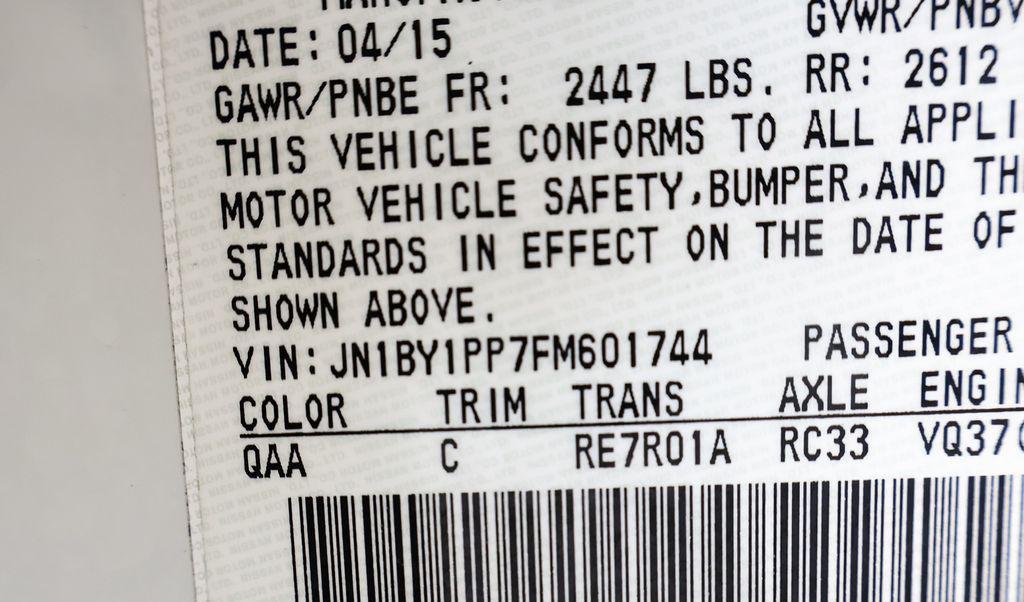 DATE: 04/15
GVWR/PNBV
GAWR/PNBE FR: 2447 LBS. RR: 2612
THIS VEHICLE CONFORMS TO ALL APPLI
MOTOR VEHICLE SAFETY,BUMPER,AND TH
STANDARDS IN EFFECT ON THE DATE OF
SHOWN ABOVE.
VIN:JN1BY1PP7FM601744 PASSENGER
COLOR TRIM TRANS AXLE ENGIN
QAA C RE7R01A RC33 VQ37